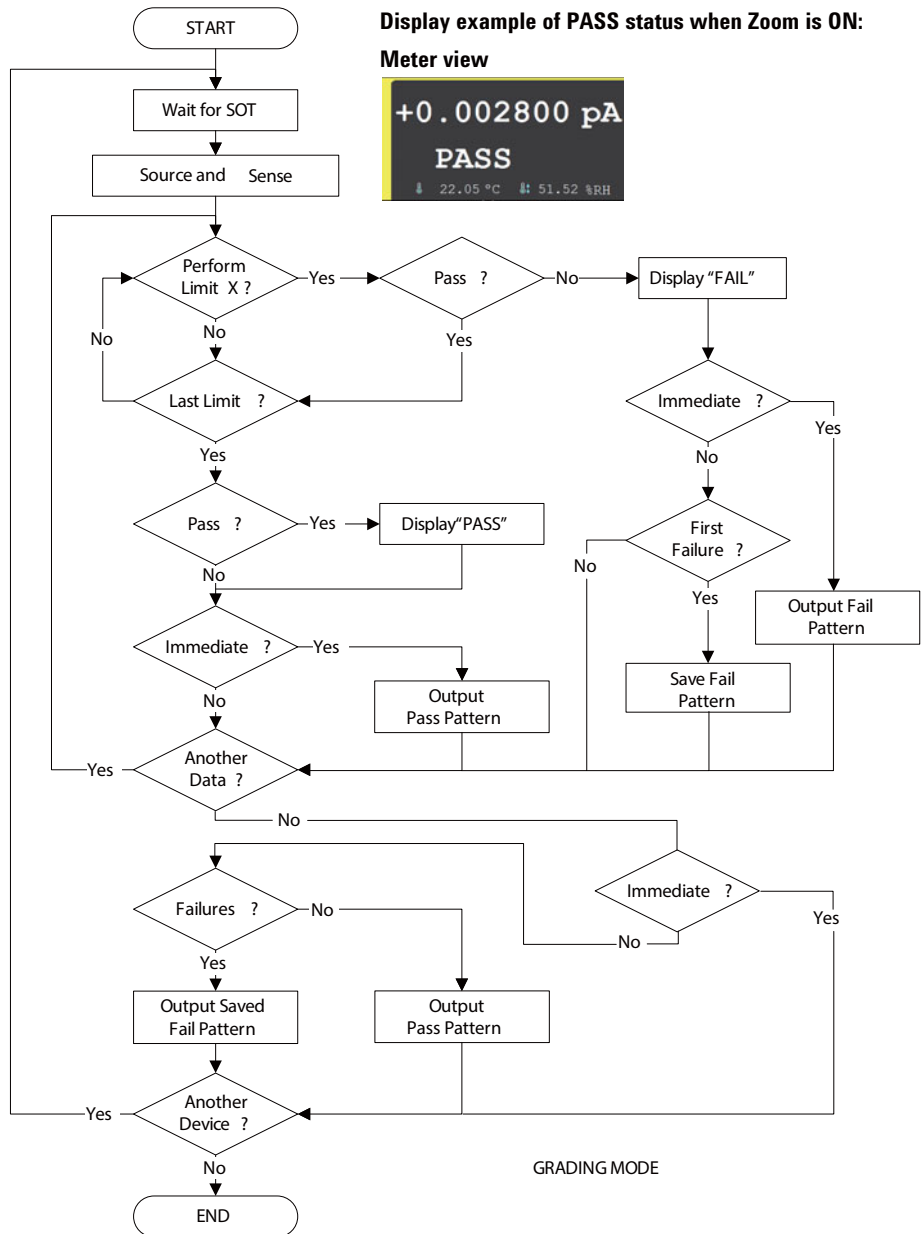 START
Display example of PASS status when Zoom is ON:
Meter view
+0.002800 pA
PASS
22.05 °C 51.52 %RH
Wait for SOT
Source and Sense
Perform
Limit X ?
Yes
Pass ?
No
Display "FAIL"
No
No
Yes
Last Limit ?
Immediate ?
Yes
Yes
No
Pass ?
Yes
Display"PASS"
First
Failure ?
No
No
Yes
Output Fail
Pattern
Immediate ?
Yes
Save Fail
Pattern
No
Output
Pass Pattern
Another
Data ?
Yes
No
Immediate ?
Failures ?
No
Yes
No
Yes
Output Saved
Fail Pattern
Output
Pass Pattern
Another
Device ?
Yes
No
GRADING MODE
END